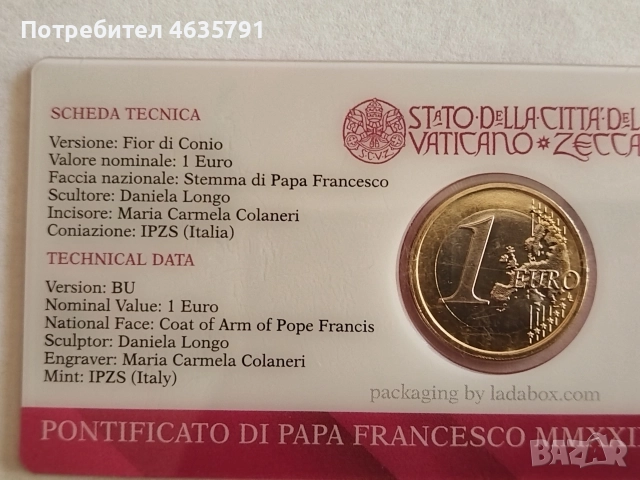 Потребител 4635791
SCHEDA TECNICA
Versione: Fior di Conio
Valore nominale: 1 Euro
Faccia nazionale: Stemma di Papa Francesco
Scultore: Daniela Longo
Incisore: Maria Carmela Colaneri
Coniazione: IPZS (Italia)
TECHNICAL DATA
Version: BU
Nominal Value: 1 Euro
National Face: Coat of Arm of Pope Francis
Sculptor: Daniela Longo
Engraver: Maria Carmela Colaneri
Mint: IPZS (Italy)
STATO·DELLA·CITTÀ·DEL
VATICANO * ZECCA
S.C.V.Z.
1 EURO
packaging by ladabox.com
PONTIFICATO DI PAPA FRANCESCO MMXXI
BAZAR